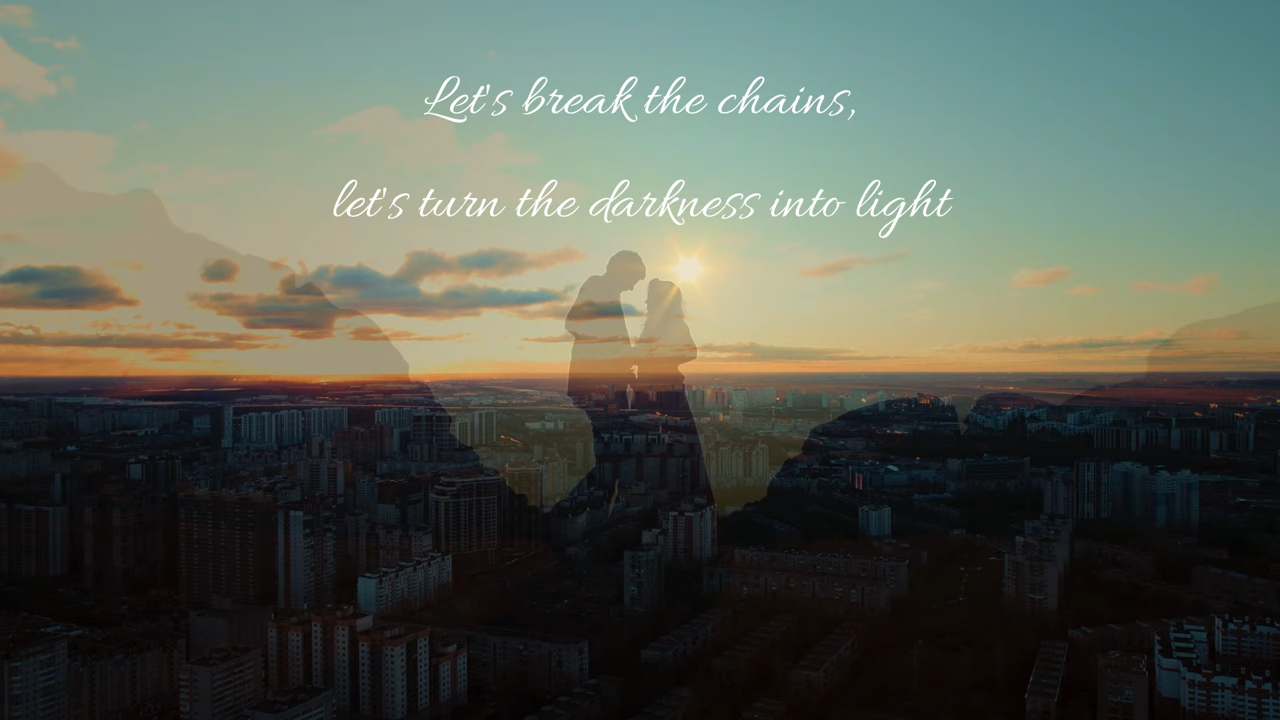 Let's break the chains,
let's turn the darkness into light